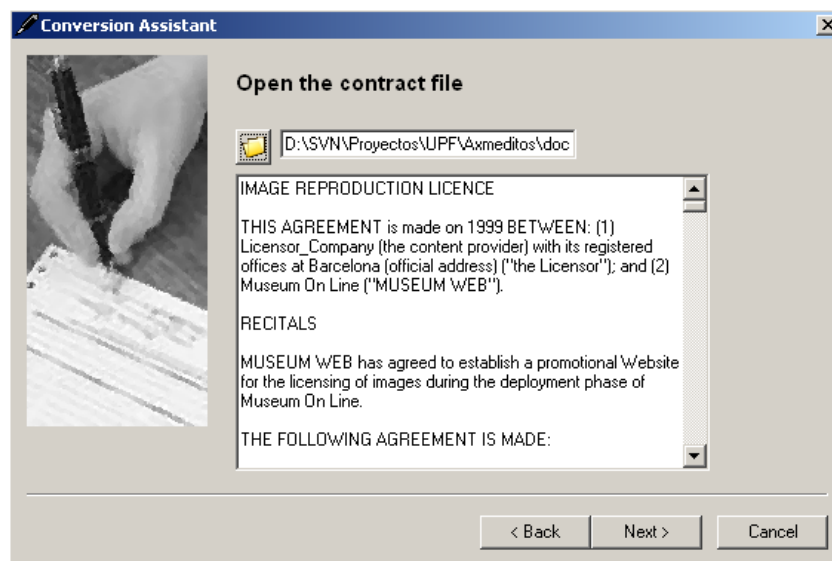 Conversion Assistant
Open the contract file
D:\SVN\Proyectos\UPF\Axmeditos\doc
IMAGE REPRODUCTION LICENCE
THIS AGREEMENT is made on 1999 BETWEEN: (1)
Licensor_Company (the content provider) with its registered
offices at Barcelona (official address) ("the Licensor"); and (2)
Museum On Line ("MUSEUM WEB").
RECITALS
MUSEUM WEB has agreed to establish a promotional Website
for the licensing of images during the deployment phase of
Museum On Line.
THE FOLLOWING AGREEMENT IS MADE:
< Back
Next >
Cancel